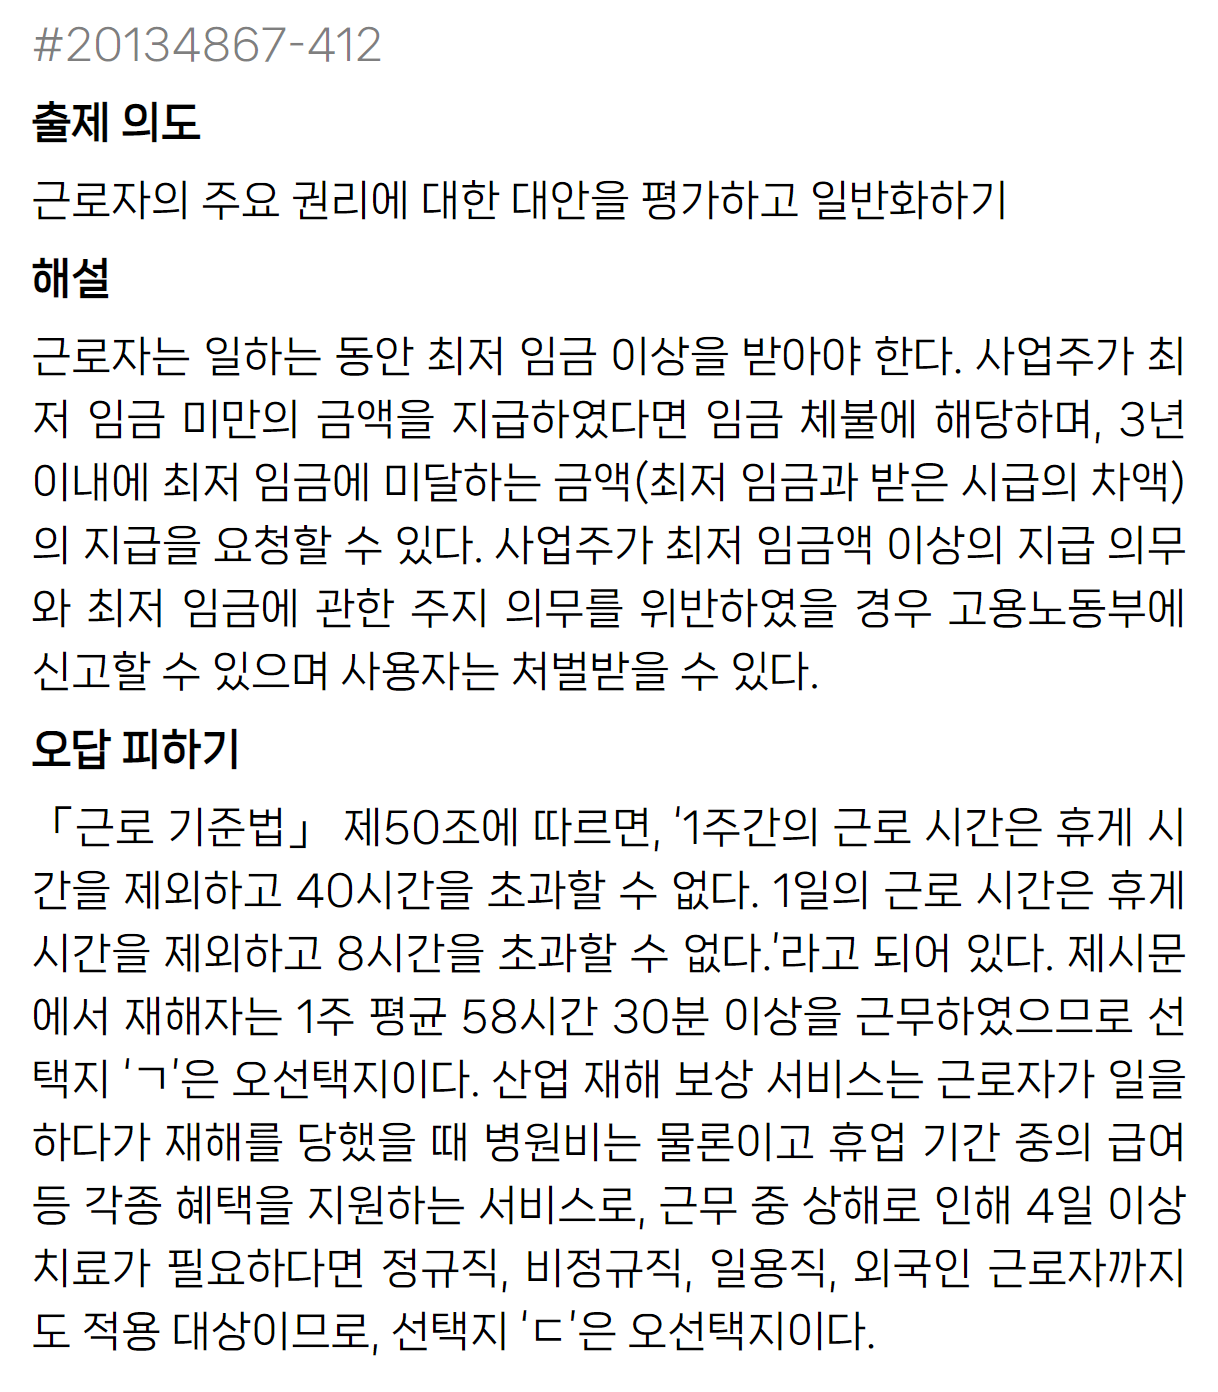 #20134867-412
출제 의도
근로자의 주요 권리에 대한 대안을 평가하고 일반화하기
해설
근로자는 일하는 동안 최저 임금 이상을 받아야 한다. 사업주가 최
저 임금 미만의 금액을 지급하였다면 임금 체불에 해당하며, 3년
이내에 최저 임금에 미달하는 금액(최저 임금과 받은 시급의 차액)
의 지급을 요청할 수 있다. 사업주가 최저 임금액 이상의 지급 의무
와 최저 임금에 관한 주지 의무를 위반하였을 경우 고용노동부에
신고할 수 있으며 사용자는 처벌받을 수 있다.
오답 피하기
「근로 기준법」 제50조에 따르면, '1주간의 근로 시간은 휴게 시
간을 제외하고 40시간을 초과할 수 없다. 1일의 근로 시간은 휴게
시간을 제외하고 8시간을 초과할 수 없다.'라고 되어 있다. 제시문
에서 재해자는 1주 평균 58시간 30분 이상을 근무하였으므로 선
택지 'ㄱ'은 오선택지이다. 산업 재해 보상 서비스는 근로자가 일을
하다가 재해를 당했을 때 병원비는 물론이고 휴업 기간 중의 급여
등 각종 혜택을 지원하는 서비스로, 근무 중 상해로 인해 4일 이상
치료가 필요하다면 정규직, 비정규직, 일용직, 외국인 근로자까지
도 적용 대상이므로, 선택지 'ㄷ'은 오선택지이다.